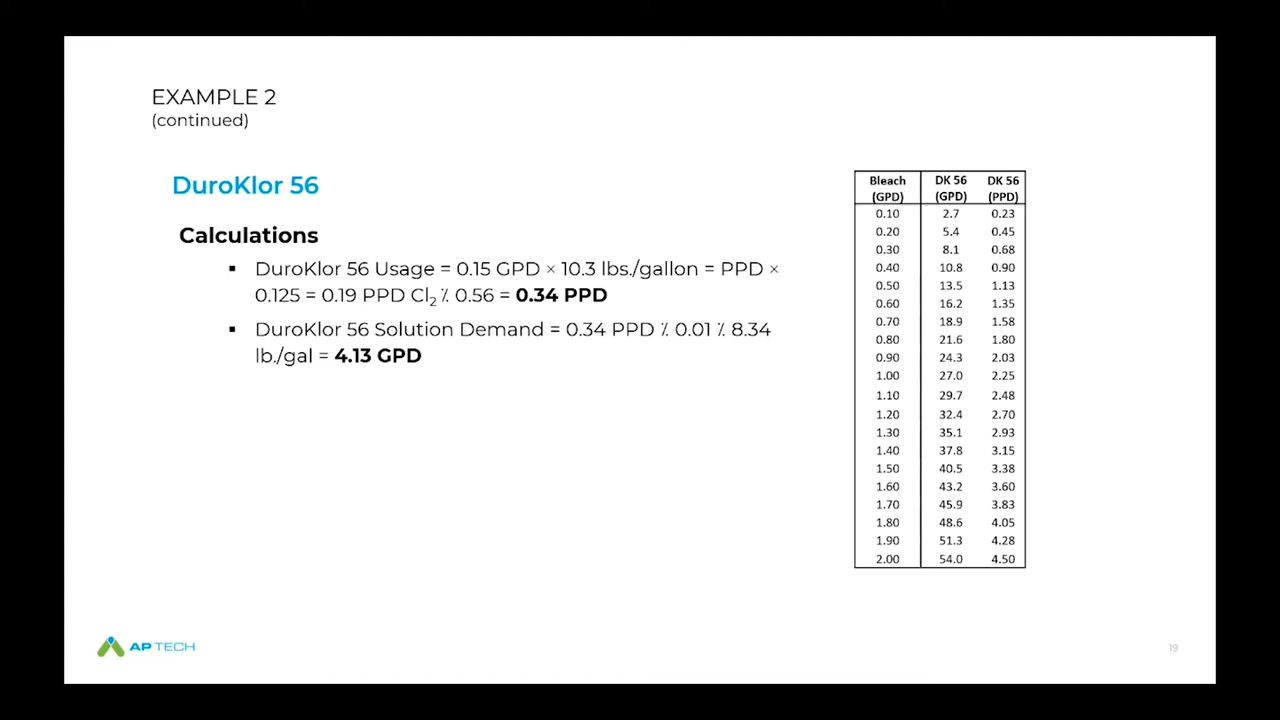 EXAMPLE 2
(continued)
DuroKlor 56
Calculations
▪ DuroKlor 56 Usage = 0.15 GPD × 10.3 lbs./gallon = PPD ×
0.125 = 0.19 PPD Cl₂ ٪ 0.56 = 0.34 PPD
▪ DuroKlor 56 Solution Demand = 0.34 PPD ٪ 0.01 ٪ 8.34
lb./gal = 4.13 GPD
Bleach DK 56 DK 56
(GPD) (GPD) (PPD)
0.10 2.7 0.23
0.20 5.4 0.45
0.30 8.1 0.68
0.40 10.8 0.90
0.50 13.5 1.13
0.60 16.2 1.35
0.70 18.9 1.58
0.80 21.6 1.80
0.90 24.3 2.03
1.00 27.0 2.25
1.10 29.7 2.48
1.20 32.4 2.70
1.30 35.1 2.93
1.40 37.8 3.15
1.50 40.5 3.38
1.60 43.2 3.60
1.70 45.9 3.83
1.80 48.6 4.05
1.90 51.3 4.28
2.00 54.0 4.50
AP TECH
19